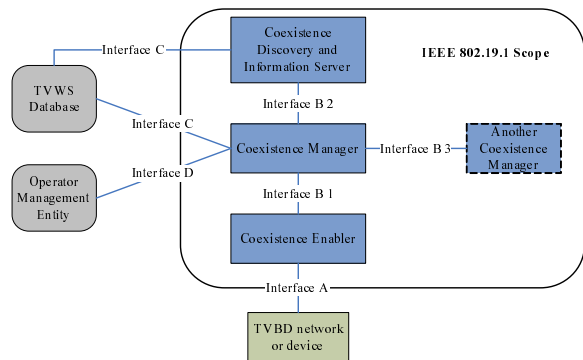 Coexistence
Discovery and
Information Server
IEEE 802.19.1 Scope
Interface C
TVWS
Database
Interface B 2
Interface C
Coexistence Manager
Interface B 3
Another
Coexistence
Manager
Interface D
Operator
Management
Entity
Interface B 1
Coexistence Enabler
Interface A
TVBD network
or device